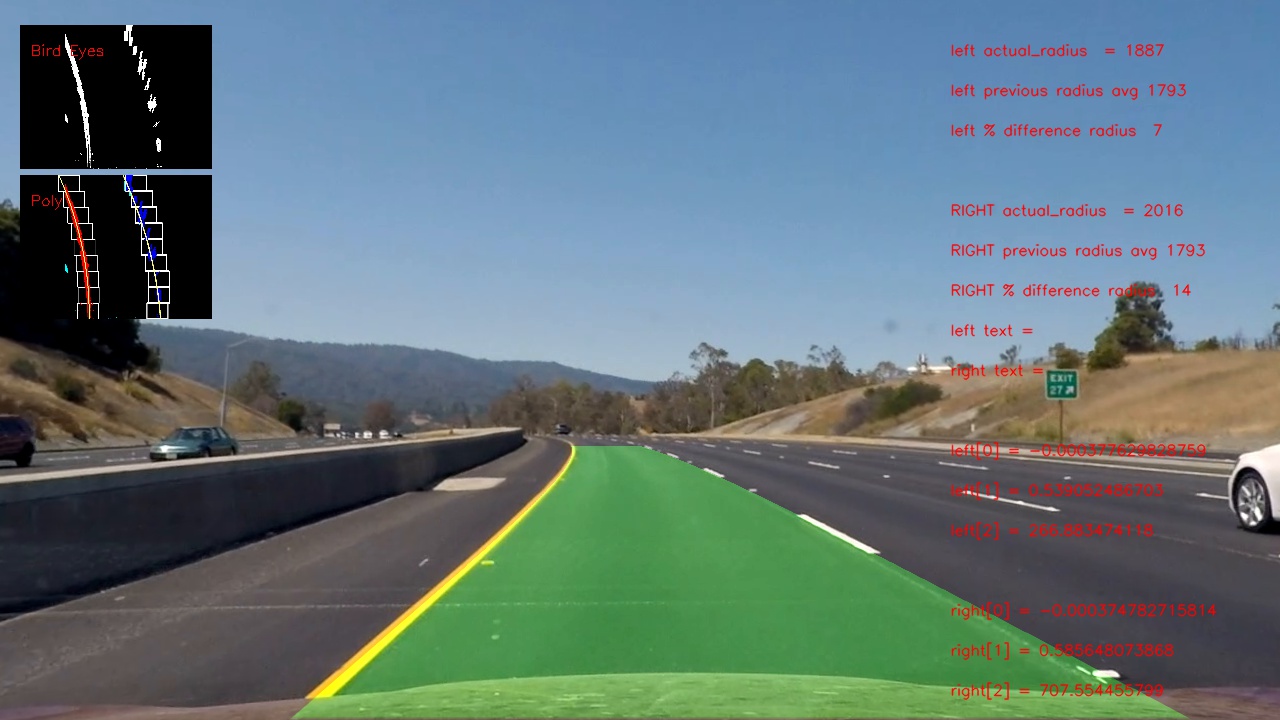 Bird Eyes
Poly
left actual_radius = 1887
left previous radius avg 1793
left % difference radius 7
RIGHT actual_radius = 2016
RIGHT previous radius avg 1793
RIGHT % difference radius 14
left text =
right text =
EXIT
27
left[0] = -0.000377629828759
left[1] = 0.539052486703
left[2] = 266.883474118
right[0] = -0.000374782715814
right[1] = 0.585648073868
right[2] = 707.554455799